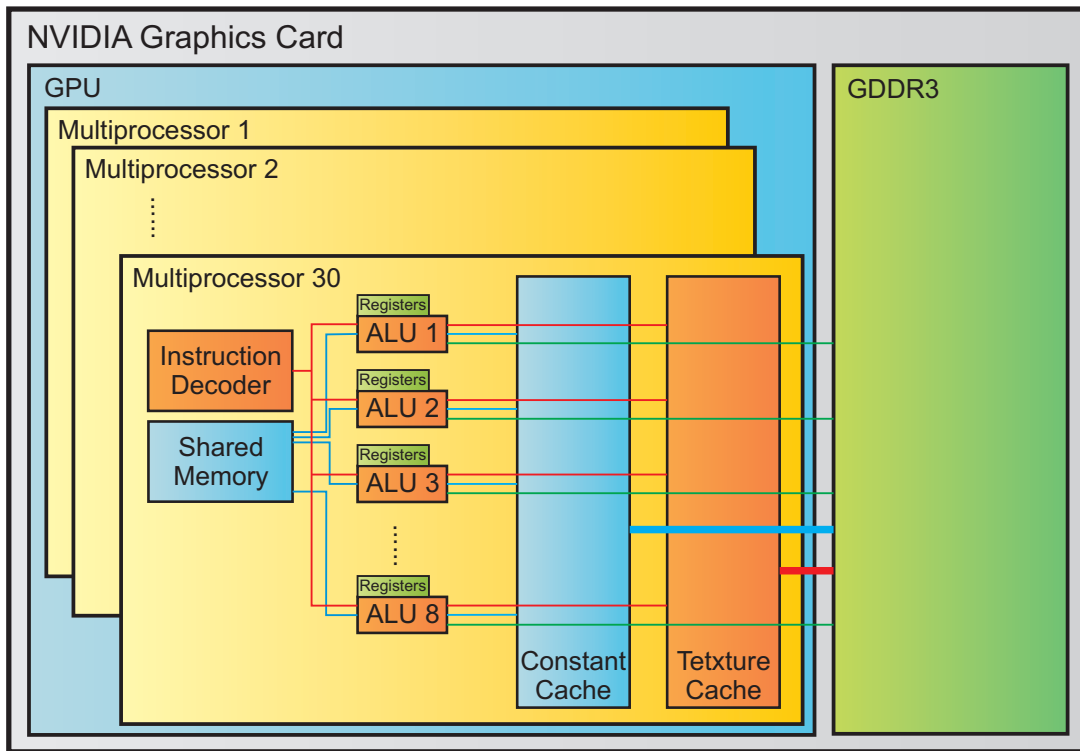 NVIDIA Graphics Card
GPU
GDDR3
Multiprocessor 1
Multiprocessor 2
Multiprocessor 30
Instruction
Decoder
Shared
Memory
Registers
ALU 1
Registers
ALU 2
Registers
ALU 3
Registers
ALU 8
Constant
Cache
Tetxture
Cache